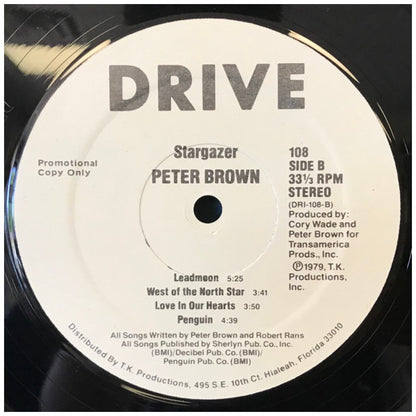 DRIVE
Stargazer
PETER BROWN
Promotional
Copy Only
108
SIDE B
33⅓ RPM
STEREO
(DRI-108-B)
Produced by:
Cory Wade and
Peter Brown for
Transamerica
Prods., Inc.
Ⓟ1979, T.K.
Productions,
Inc.
Leadmoon 5:25
West of the North Star 3:41
Love In Our Hearts 3:50
Penguin 4:39
All Songs Written by Peter Brown and Robert Rans
All Songs Published by Sherlyn Pub. Co., Inc.
(BMI)/Decibel Pub. Co. (BMI)/
Penguin Pub. Co. (BMI)
Distributed by T.K. Productions, 495 S.E. 10th Ct. Hialeah, Florida 33010